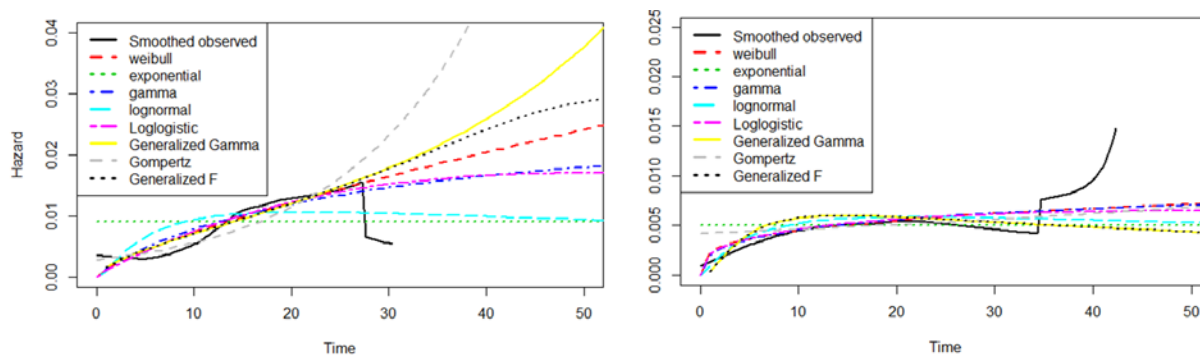 Hazard
0.00
0.01
0.02
0.03
0.04
Smoothed observed
weibull
exponential
gamma
lognormal
Loglogistic
Generalized Gamma
Gompertz
Generalized F
0 10 20 30 40 50
Time
0.000
0.005
0.010
0.015
0.020
0.025
Smoothed observed
weibull
exponential
gamma
lognormal
Loglogistic
Generalized Gamma
Gompertz
Generalized F
0 10 20 30 40 50
Time